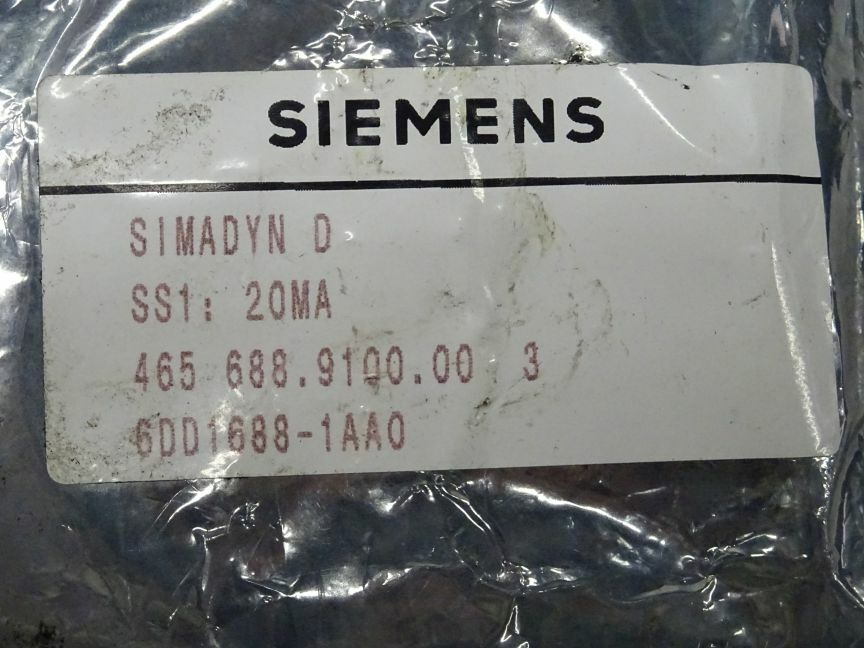 SIEMENS
SIMADYN D
SS1: 20MA
465 688.9100.00 3
6DD1688-1AA0